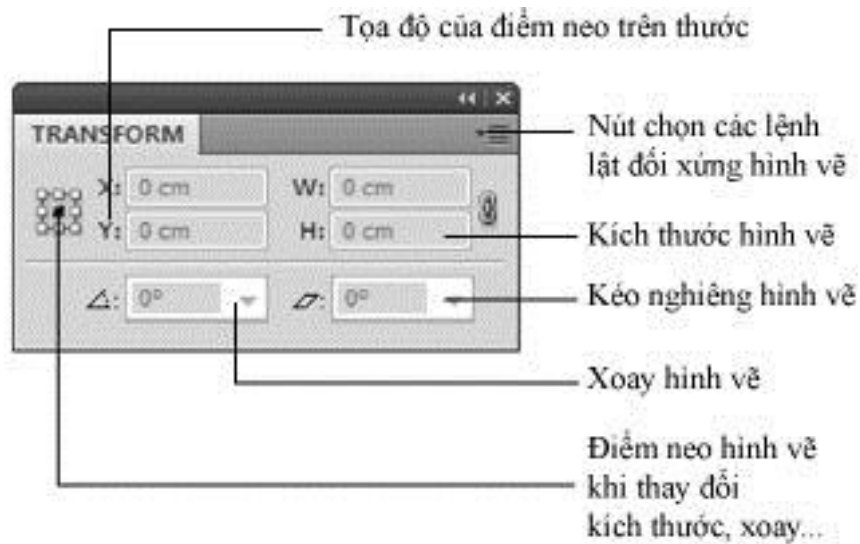 Tọa độ của điểm neo trên thước
TRANSFORM
Nút chọn các lệnh
lật đối xứng hình vẽ
X: 0 cm W: 0 cm
Y: 0 cm H: 0 cm
Kích thước hình vẽ
0° 0°
Kéo nghiêng hình vẽ
Xoay hình vẽ
Điểm neo hình vẽ
khi thay đổi
kích thước, xoay...